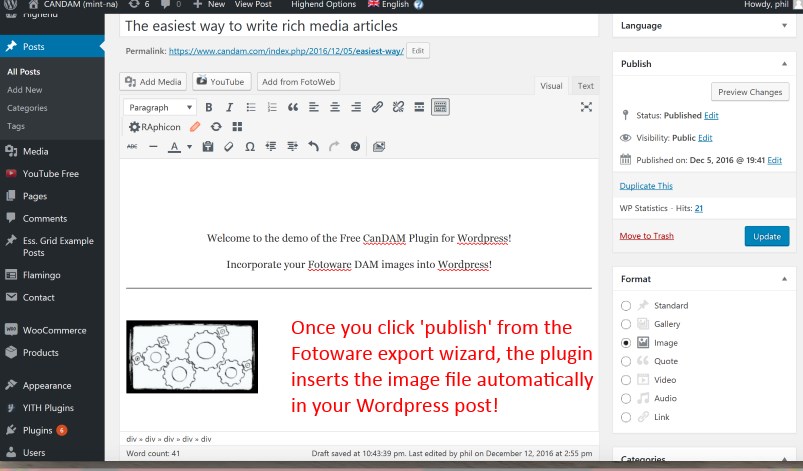 CANDAM (mint-na) 6 0 + New View Post Highend Options English Howdy, phil
Highend
Posts
All Posts
Add New
Categories
Tags
Media
YouTube Free
Pages
Comments
Ess. Grid Example
Posts
Flamingo
Contact
WooCommerce
Products
Appearance
YITH Plugins
Plugins 6
Users
The easiest way to write rich media articles
Permalink: https://www.candam.com/index.php/2016/12/05/easiest-way/ Edit
Add Media YouTube Add from FotoWeb
Visual Text
Paragraph B I
RAphicon
ABC A
Welcome to the demo of the Free CanDAM Plugin for Wordpress!
Incorporate your Fotoware DAM images into Wordpress!
Once you click 'publish' from the
Fotoware export wizard, the plugin
inserts the image file automatically
in your Wordpress post!
div » div » div » div » div
Word count: 41 Draft saved at 10:43:39 pm. Last edited by phil on December 12, 2016 at 2:55 pm
Language
Publish
Preview Changes
Status: Published Edit
Visibility: Public Edit
Published on: Dec 5, 2016 @ 19:41 Edit
Duplicate This
WP Statistics - Hits: 21
Move to Trash Update
Format
Standard
Gallery
Image
Quote
Video
Audio
Link
Categories